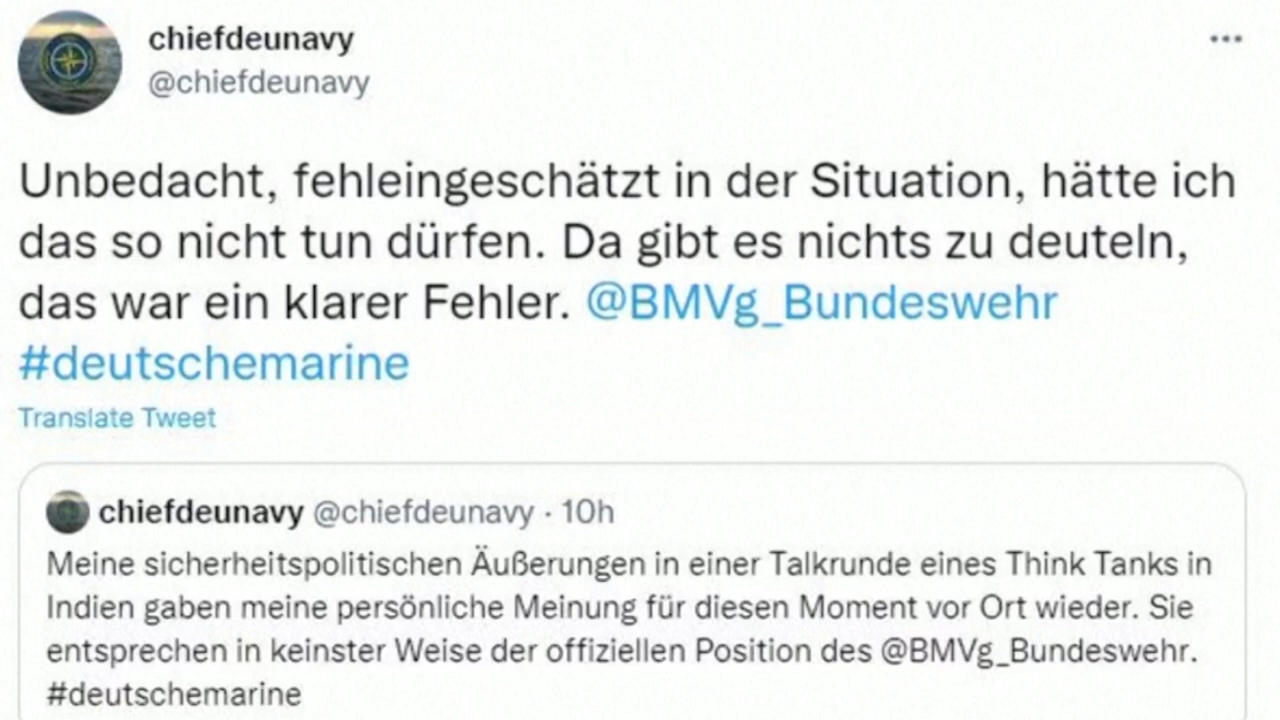 chiefdeunavy
@chiefdeunavy
Unbedacht, fehleingeschätzt in der Situation, hätte ich
das so nicht tun dürfen. Da gibt es nichts zu deuteln,
das war ein klarer Fehler. @BMVg_Bundeswehr
#deutschemarine
Translate Tweet
chiefdeunavy @chiefdeunavy · 10h
Meine sicherheitspolitischen Äußerungen in einer Talkrunde eines Think Tanks in
Indien gaben meine persönliche Meinung für diesen Moment vor Ort wieder. Sie
entsprechen in keinster Weise der offiziellen Position des @BMVg_Bundeswehr.
#deutschemarine